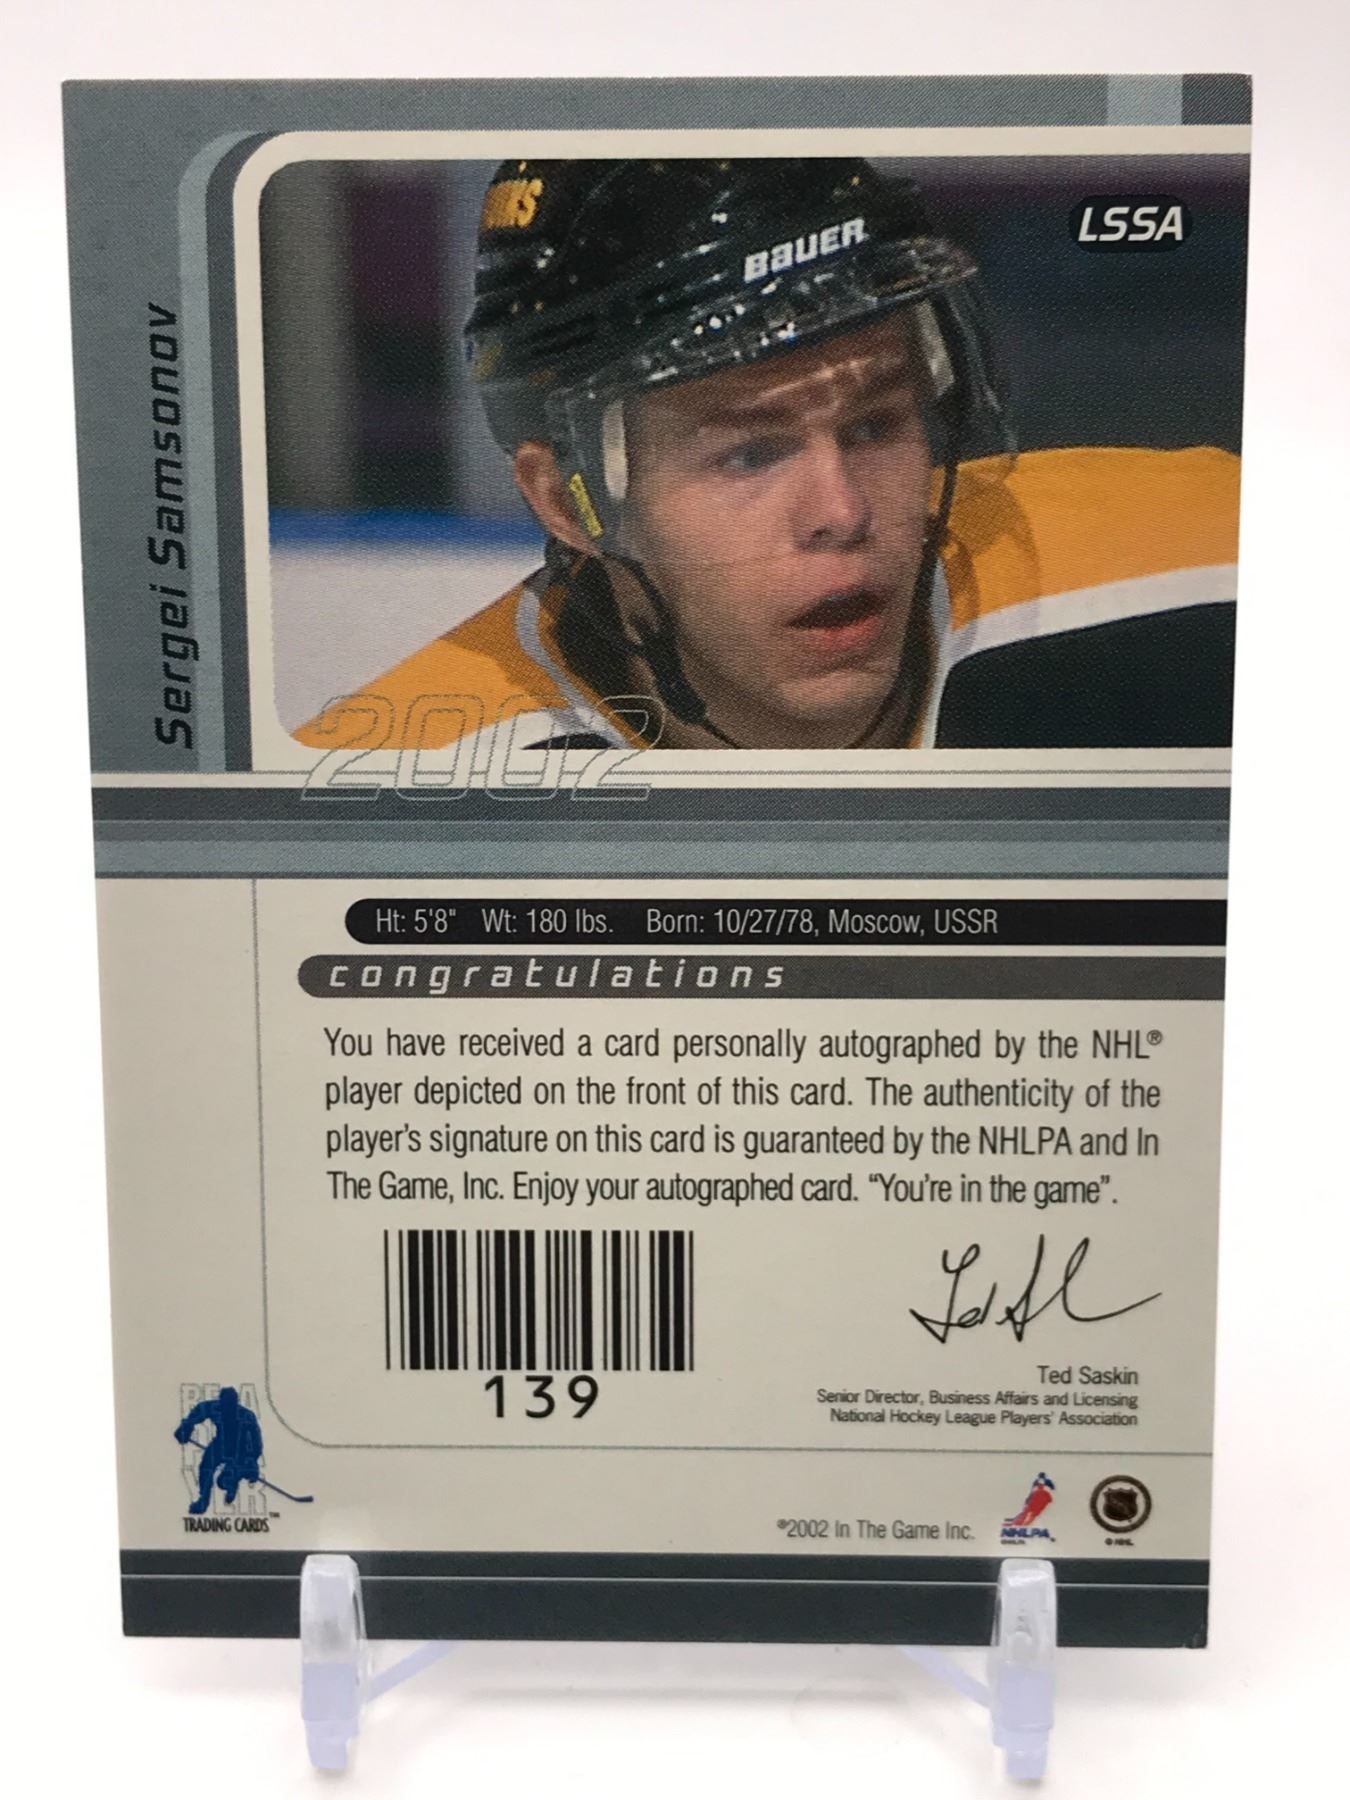 LSSA
BAUER
Sergei Samsonov
2002
Ht: 5'8" Wt: 180 lbs. Born: 10/27/78, Moscow, USSR
congratulations
You have received a card personally autographed by the NHL®
player depicted on the front of this card. The authenticity of the
player's signature on this card is guaranteed by the NHLPA and In
The Game, Inc. Enjoy your autographed card. “You're in the game”.
139
Ted Saskin
Senior Director, Business Affairs and Licensing
National Hockey League Players' Association
BE A
PLAYER
TRADING CARDS™
©2002 In The Game Inc.
NHLPA
© NHL